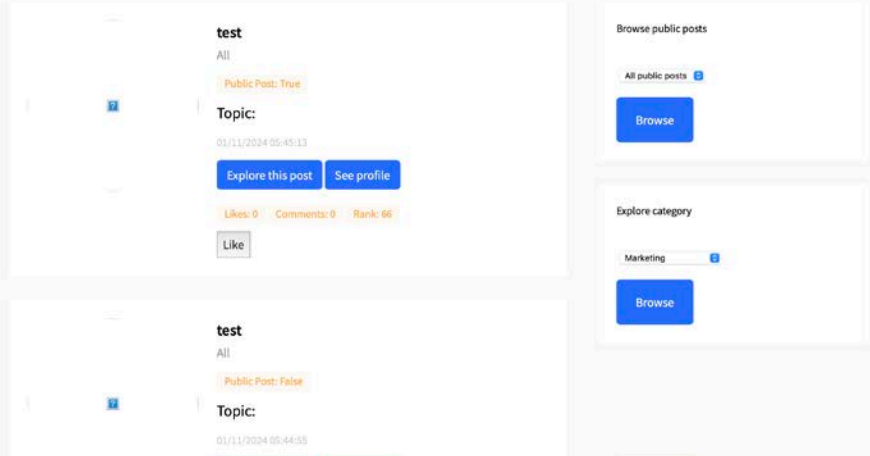 test
All
Public Post: True
Topic:
01/11/2024 05:45:13
Explore this post See profile
Likes: 0 Comments: 0 Rank: 66
Like
test
All
Public Post: False
Topic:
01/11/2024 05:44:55
Browse public posts
All public posts
Browse
Explore category
Marketing
Browse